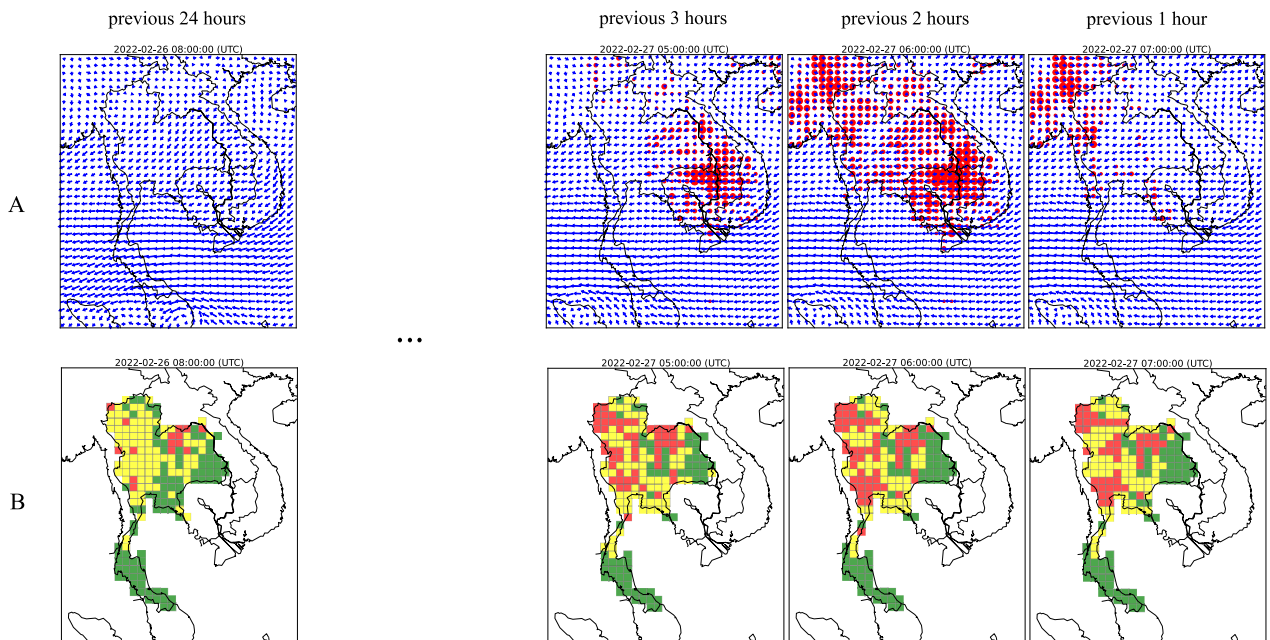 previous 24 hours
previous 3 hours
previous 2 hours
previous 1 hour
2022-02-26 08:00:00 (UTC)
2022-02-27 05:00:00 (UTC)
2022-02-27 06:00:00 (UTC)
2022-02-27 07:00:00 (UTC)
A
...
2022-02-26 08:00:00 (UTC)
2022-02-27 05:00:00 (UTC)
2022-02-27 06:00:00 (UTC)
2022-02-27 07:00:00 (UTC)
B